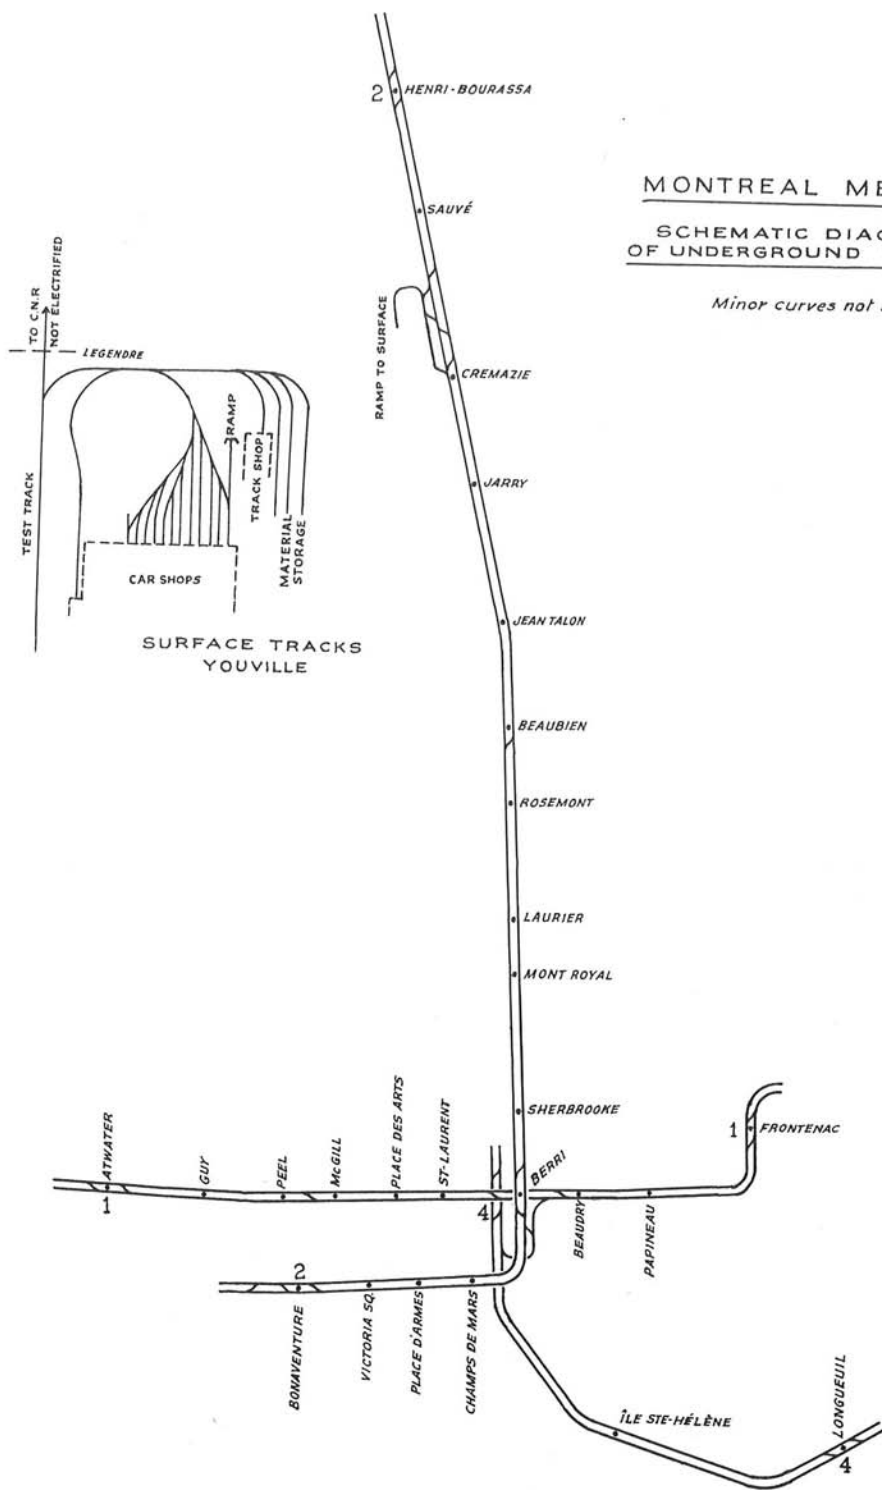 2
HENRI-BOURASSA
MONTREAL
SAUVÉ
SCHEMATIC
OF UNDERGROUND
Minor curves not
TO C.N.R
NOT ELECTRIFIED
LEGENDRE
RAMP TO SURFACE
CREMAZIE
RAMP
TRACK SHOP
JARRY
TEST TRACK
MATERIAL
STORAGE
CAR SHOPS
JEAN TALON
SURFACE TRACKS
YOUVILLE
BEAUBIEN
ROSEMONT
LAURIER
MONT ROYAL
SHERBROOKE
1
FRONTENAC
ATWATER
1
GUY
PEEL
McGILL
PLACE DES ARTS
ST-LAURENT
4
BERRI
BEAUDRY
PAPINEAU
2
BONAVENTURE
VICTORIA SQ.
PLACE D'ARMES
CHAMPS DE MARS
ÎLE STE-HÉLÈNE
LONGUEUIL
4